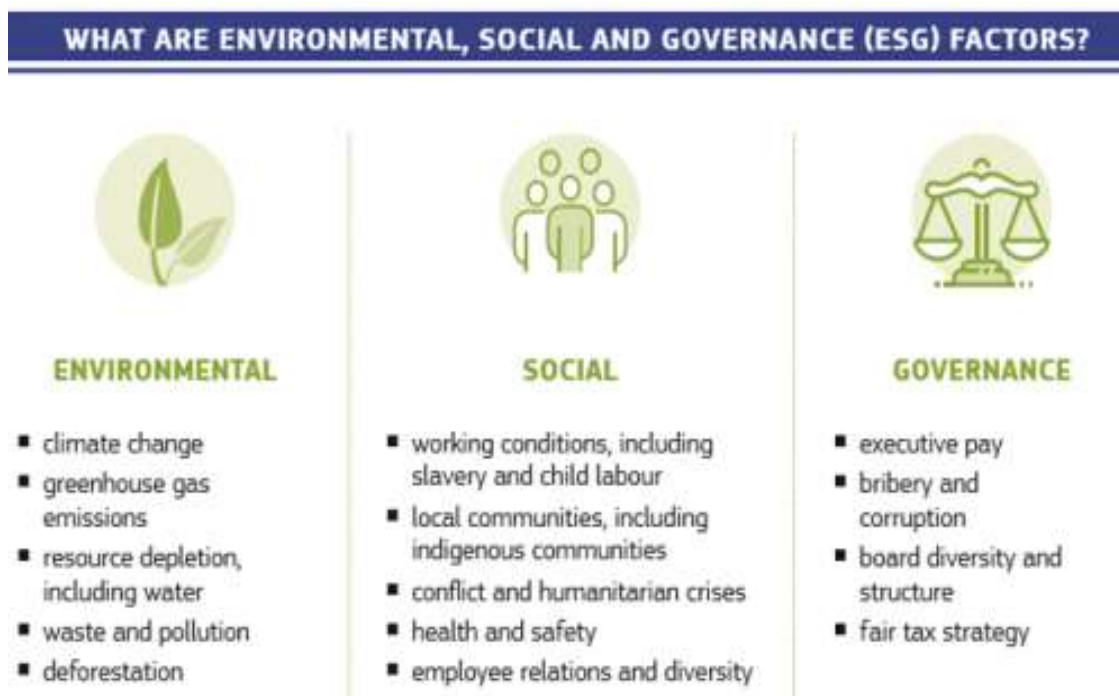 WHAT ARE ENVIRONMENTAL, SOCIAL AND GOVERNANCE (ESG) FACTORS?
ENVIRONMENTAL
▪ climate change
▪ greenhouse gas
emissions
▪ resource depletion,
including water
▪ waste and pollution
▪ deforestation
SOCIAL
▪ working conditions, including
slavery and child labour
▪ local communities, including
indigenous communities
▪ conflict and humanitarian crises
▪ health and safety
▪ employee relations and diversity
GOVERNANCE
▪ executive pay
▪ bribery and
corruption
▪ board diversity and
structure
▪ fair tax strategy